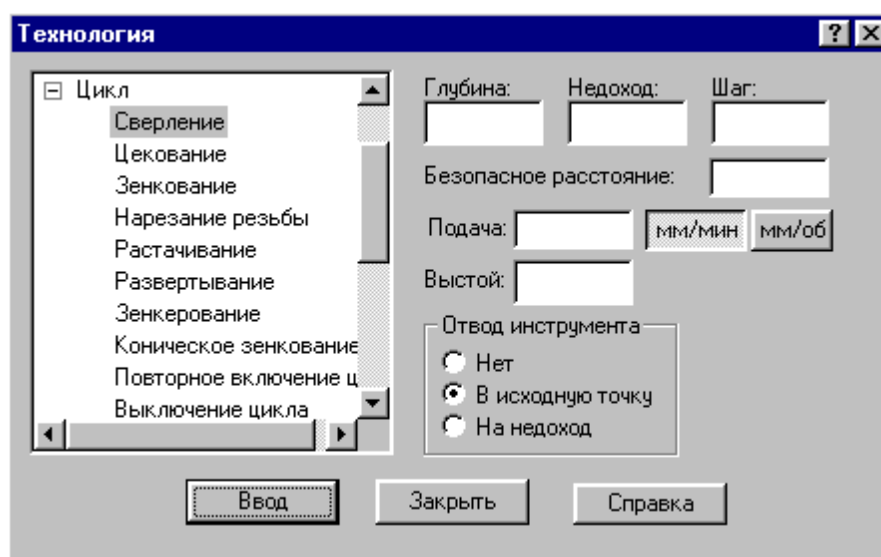 Технология
Цикл
Сверление
Цекование
Зенкование
Нарезание резьбы
Растачивание
Развертывание
Зенкерование
Коническое зенкование
Повторное включение ц
Выключение цикла
Глубина: Недоход: Шаг:
Безопасное расстояние:
Подача: мм/мин мм/об
Выстой:
Отвод инструмента
Нет
В исходную точку
На недоход
Ввод Закрыть Справка